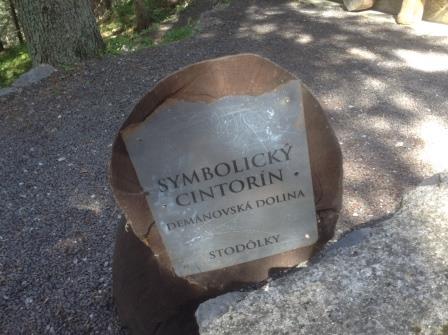 SYMBOLICKÝ
CINTORÍN
DEMÄNOVSKÁ DOLINA
STODÔLKY